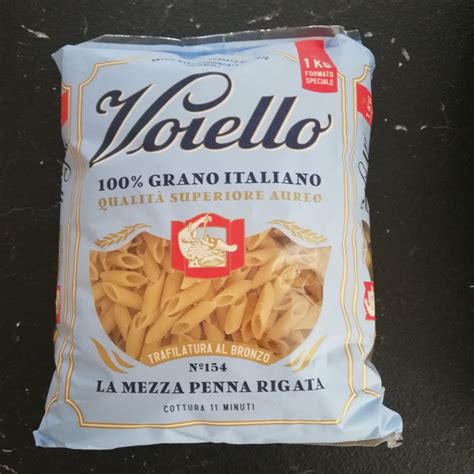 1 KG
FORMATO
SPECIALE
Voiello
100% GRANO ITALIANO
QUALITÀ SUPERIORE AUREO
TRAFILATURA AL BRONZO
Nº154
LA MEZZA PENNA RIGATA
COTTURA 11 MINUTI